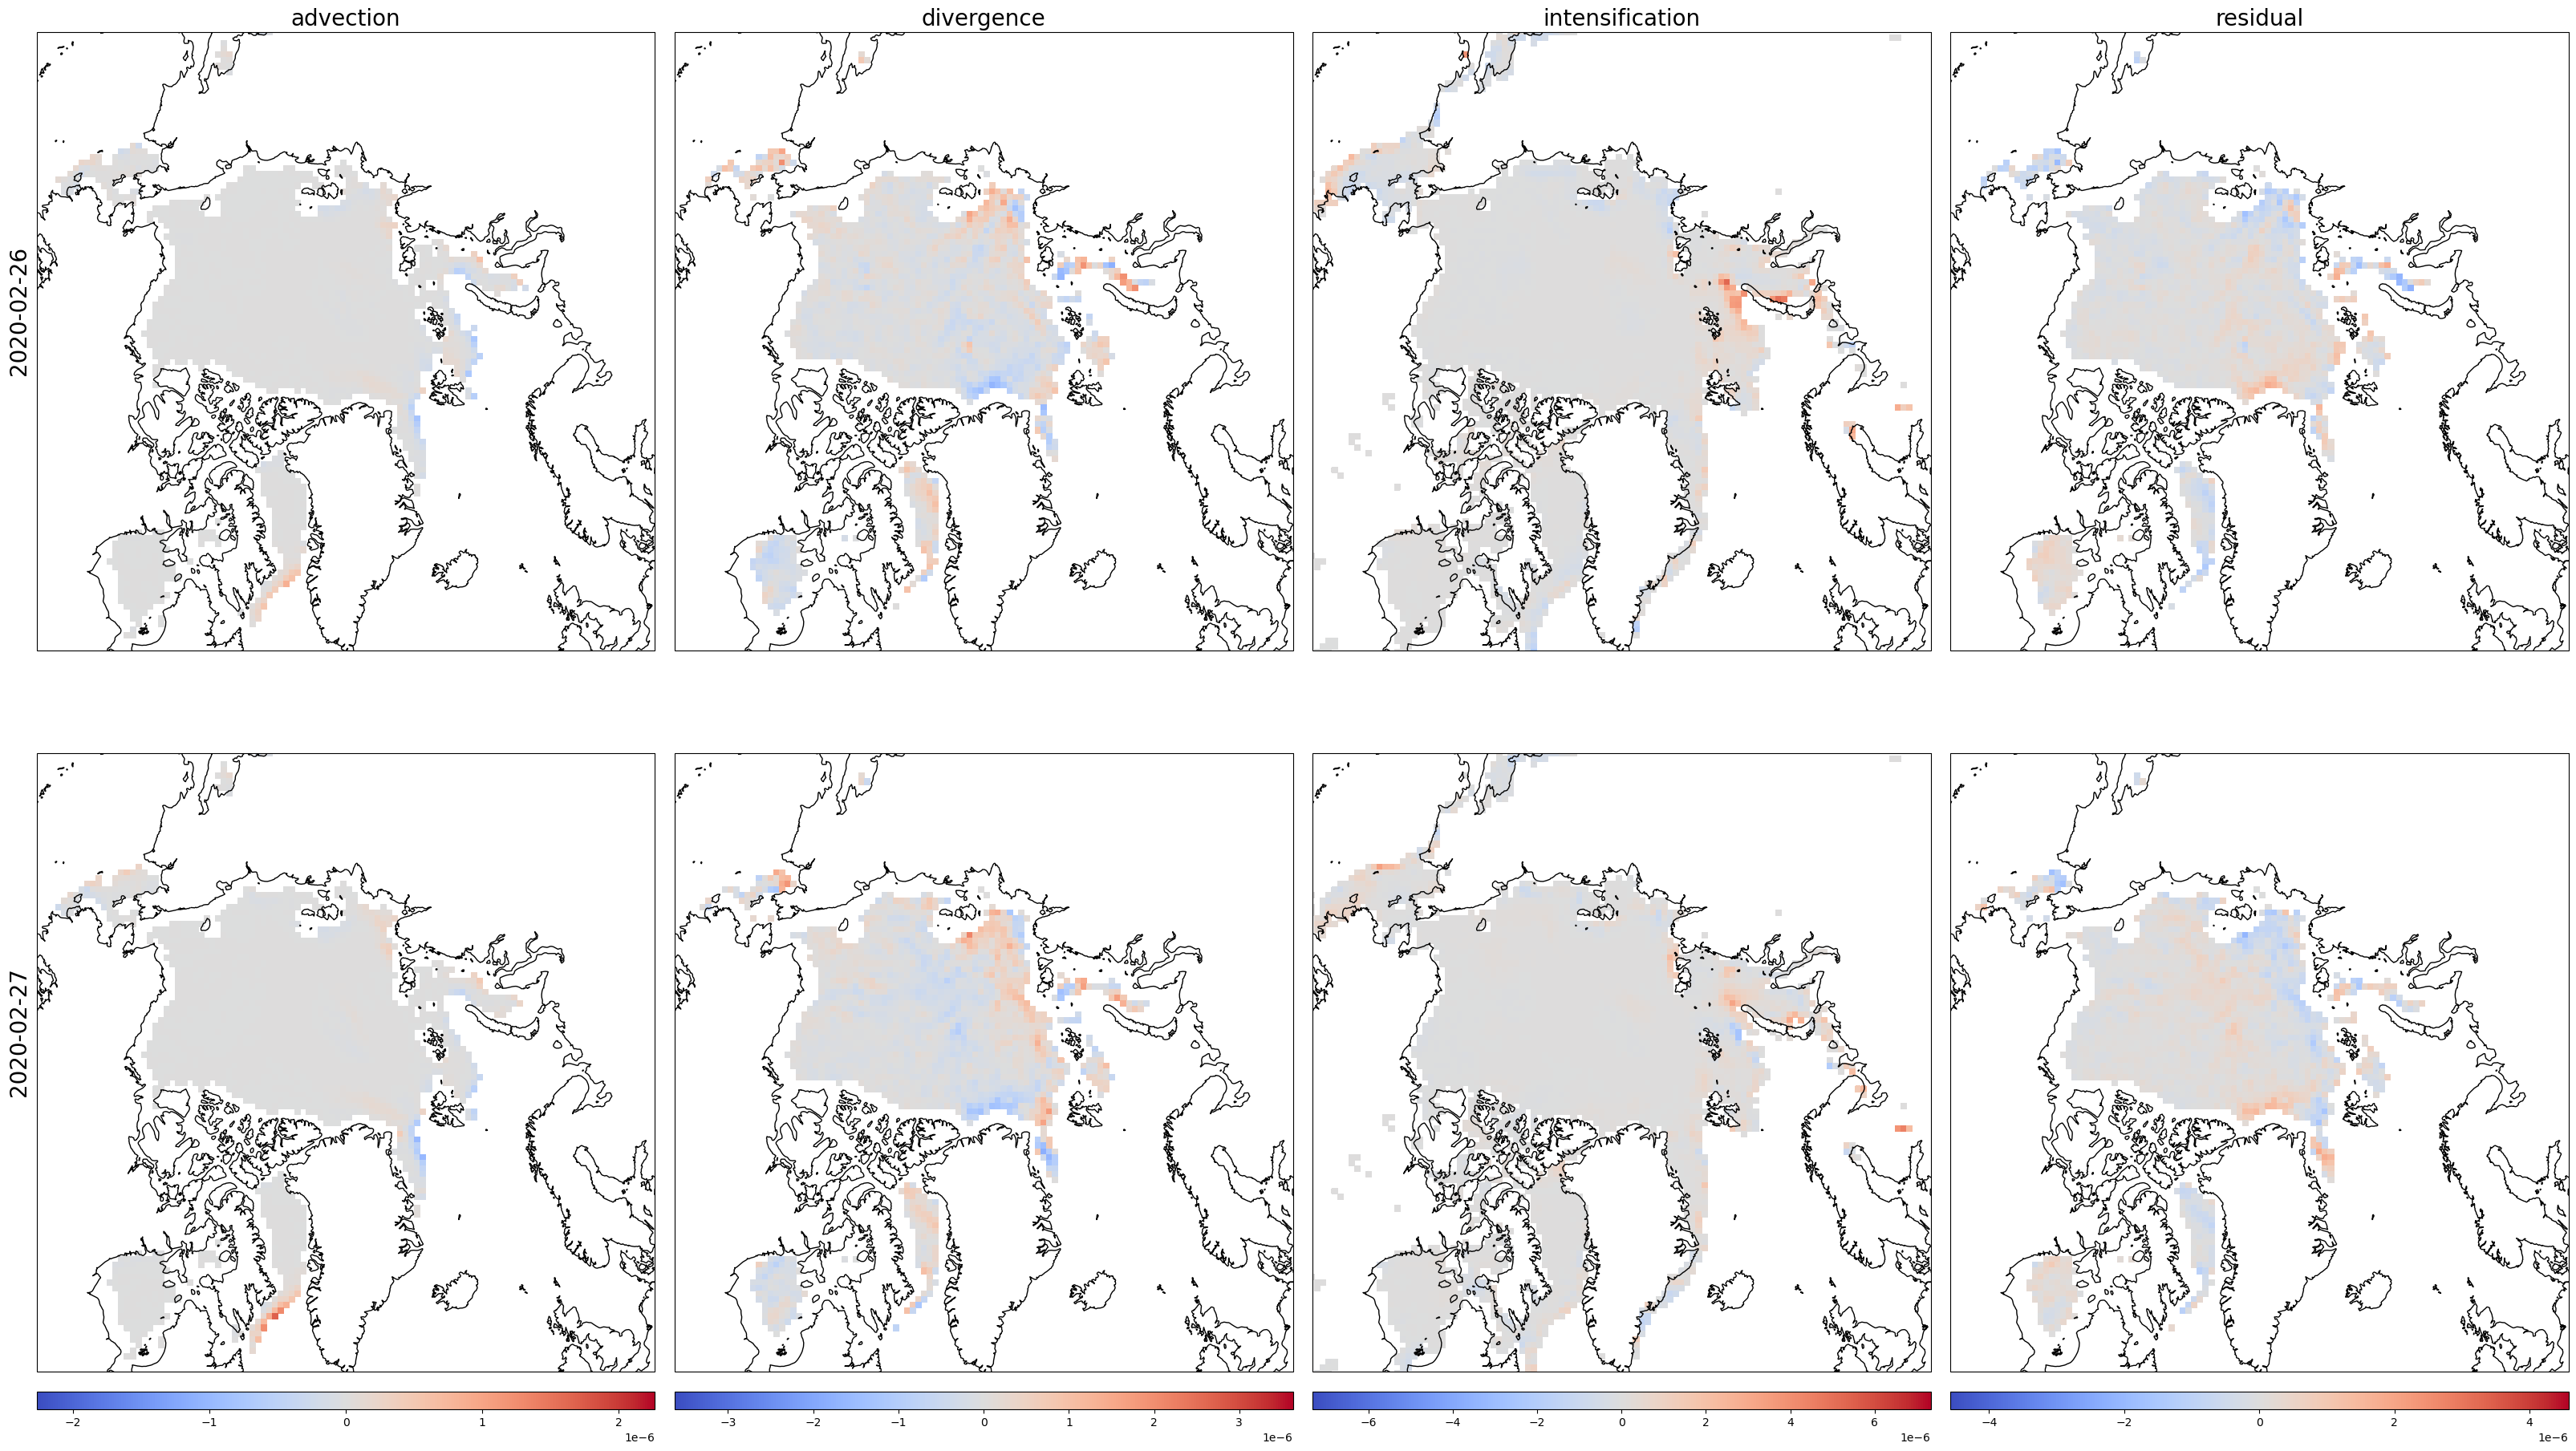 advection divergence intensification residual
2020-02-26
2020-02-27
−2 −1 0 1 2 −3 −2 −1 0 1 2 3 −6 −4 −2 0 2 4 6 −4 −2 0 2 4
1e−6 1e−6 1e−6 1e−6